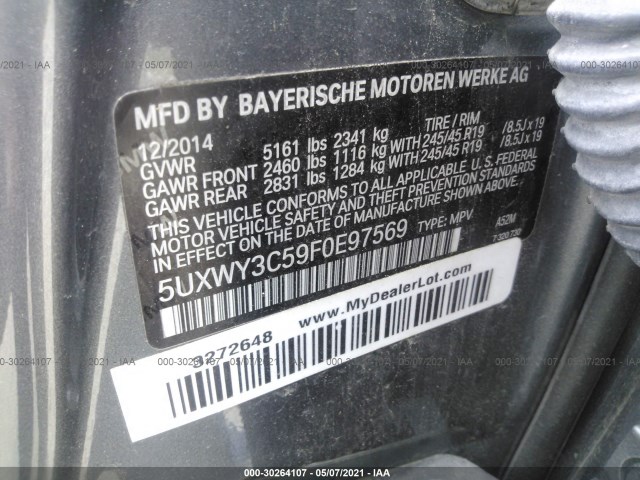 MFD BY BAYERISCHE MOTOREN WERKE AG
12/2014 5161 lbs 2341 kg TIRE / RIM
GVWR
GAWR FRONT 2460 lbs 1116 kg WITH 245/45 R19 /8.5J x 19
GAWR REAR 2831 lbs 1284 kg WITH 245/45 R19 /8.5J x 19
THIS VEHICLE CONFORMS TO ALL APPLICABLE U.S. FEDERAL
MOTOR VEHICLE SAFETY AND THEFT PREVENTION STANDARDS
IN EFFECT ON THE DATE OF MANUFACTURE SHOWN ABOVE.
5UXWY3C59F0E97569 TYPE: MPV A52M
7 300 730
www.MyDealerLot.com
3272648
000-30264107 - 05/07/2021 - IAA